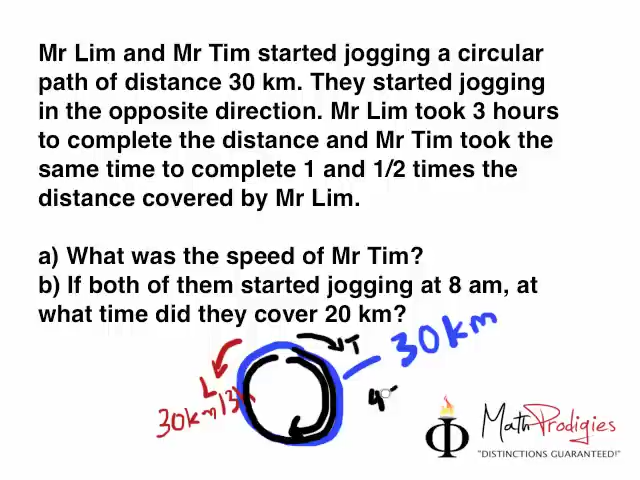 Mr Lim and Mr Tim started jogging a circular
path of distance 30 km. They started jogging
in the opposite direction. Mr Lim took 3 hours
to complete the distance and Mr Tim took the
same time to complete 1 and 1/2 times the
distance covered by Mr Lim.
a) What was the speed of Mr Tim?
b) If both of them started jogging at 8 am, at
what time did they cover 20 km?
T
30km
L
30km/3h
Math Prodigies
"DISTINCTIONS GUARANTEED!"